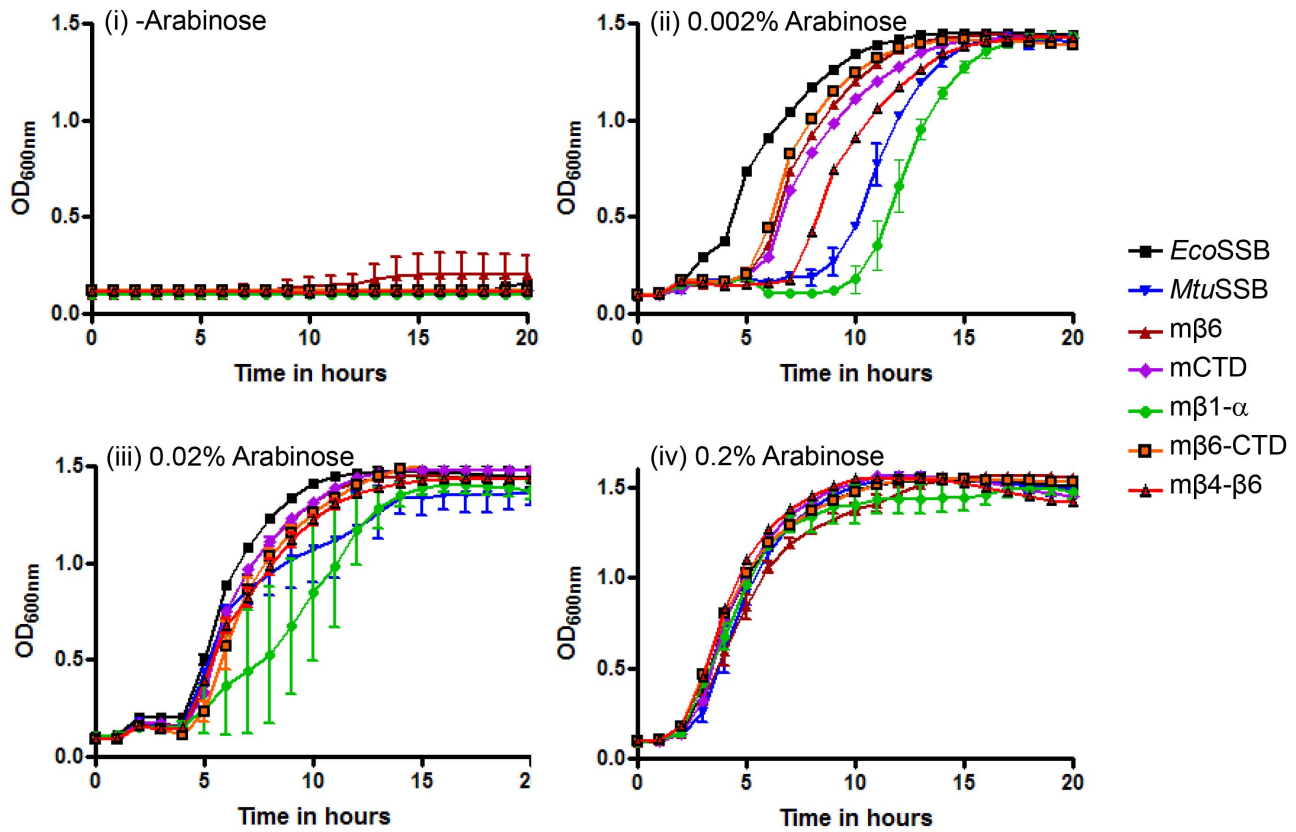 (i) -Arabinose
1.5
1.0
0.5
0.0
OD600nm
0 5 10 15 20
Time in hours
(ii) 0.002% Arabinose
1.5
1.0
0.5
0.0
OD600nm
0 5 10 15 20
Time in hours
(iii) 0.02% Arabinose
1.5
1.0
0.5
0.0
OD600nm
0 5 10 15 20
Time in hours
(iv) 0.2% Arabinose
1.5
1.0
0.5
0.0
OD600nm
0 5 10 15 20
Time in hours
EcoSSB
MtuSSB
mβ6
mCTD
mβ1-α
mβ6-CTD
mβ4-β6